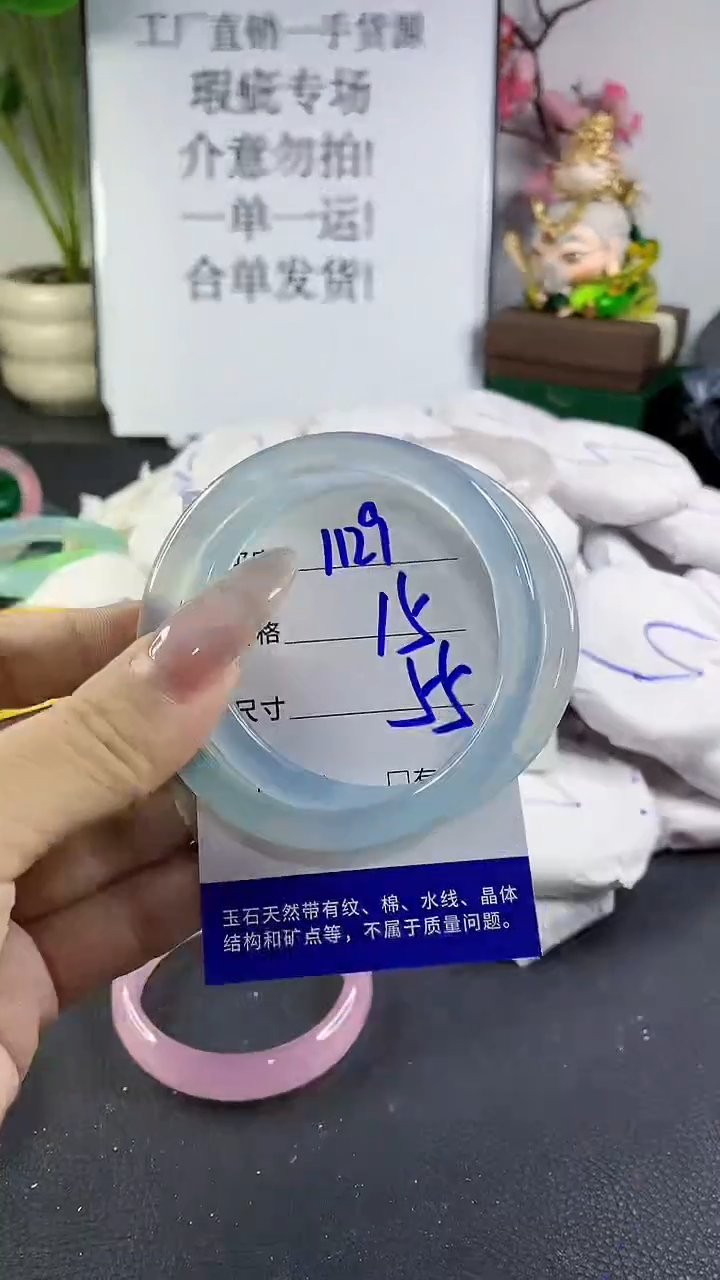 工厂直销一手货源
瑕疵专场
介意勿拍!
一单一运!
合单发货!
1129
格 15
尺寸 55
□有
玉石天然带有纹、棉、水线、晶体
结构和矿点等，不属于质量问题。